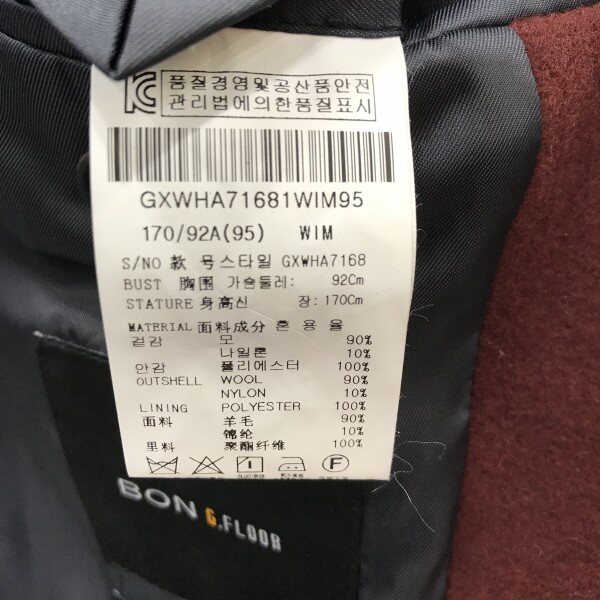 품질경영및공산품안전
관리법에의한품질표시
GXWHA71681WIM95
170/92A(95) WIM
S/NO 款 号스타일 GXWHA7168
BUST 胸围 가슴둘레: 92Cm
STATURE 身高신 장: 170Cm
MATERIAL 面料成分 혼 용 율
겉감 모 90%
나일론 10%
안감 폴리에스터 100%
OUTSHELL WOOL 90%
NYLON 10%
LINING POLYESTER 100%
面料 羊毛 90%
锦纶 10%
里料 聚酯纤维 100%
F
BON G.FLOOR